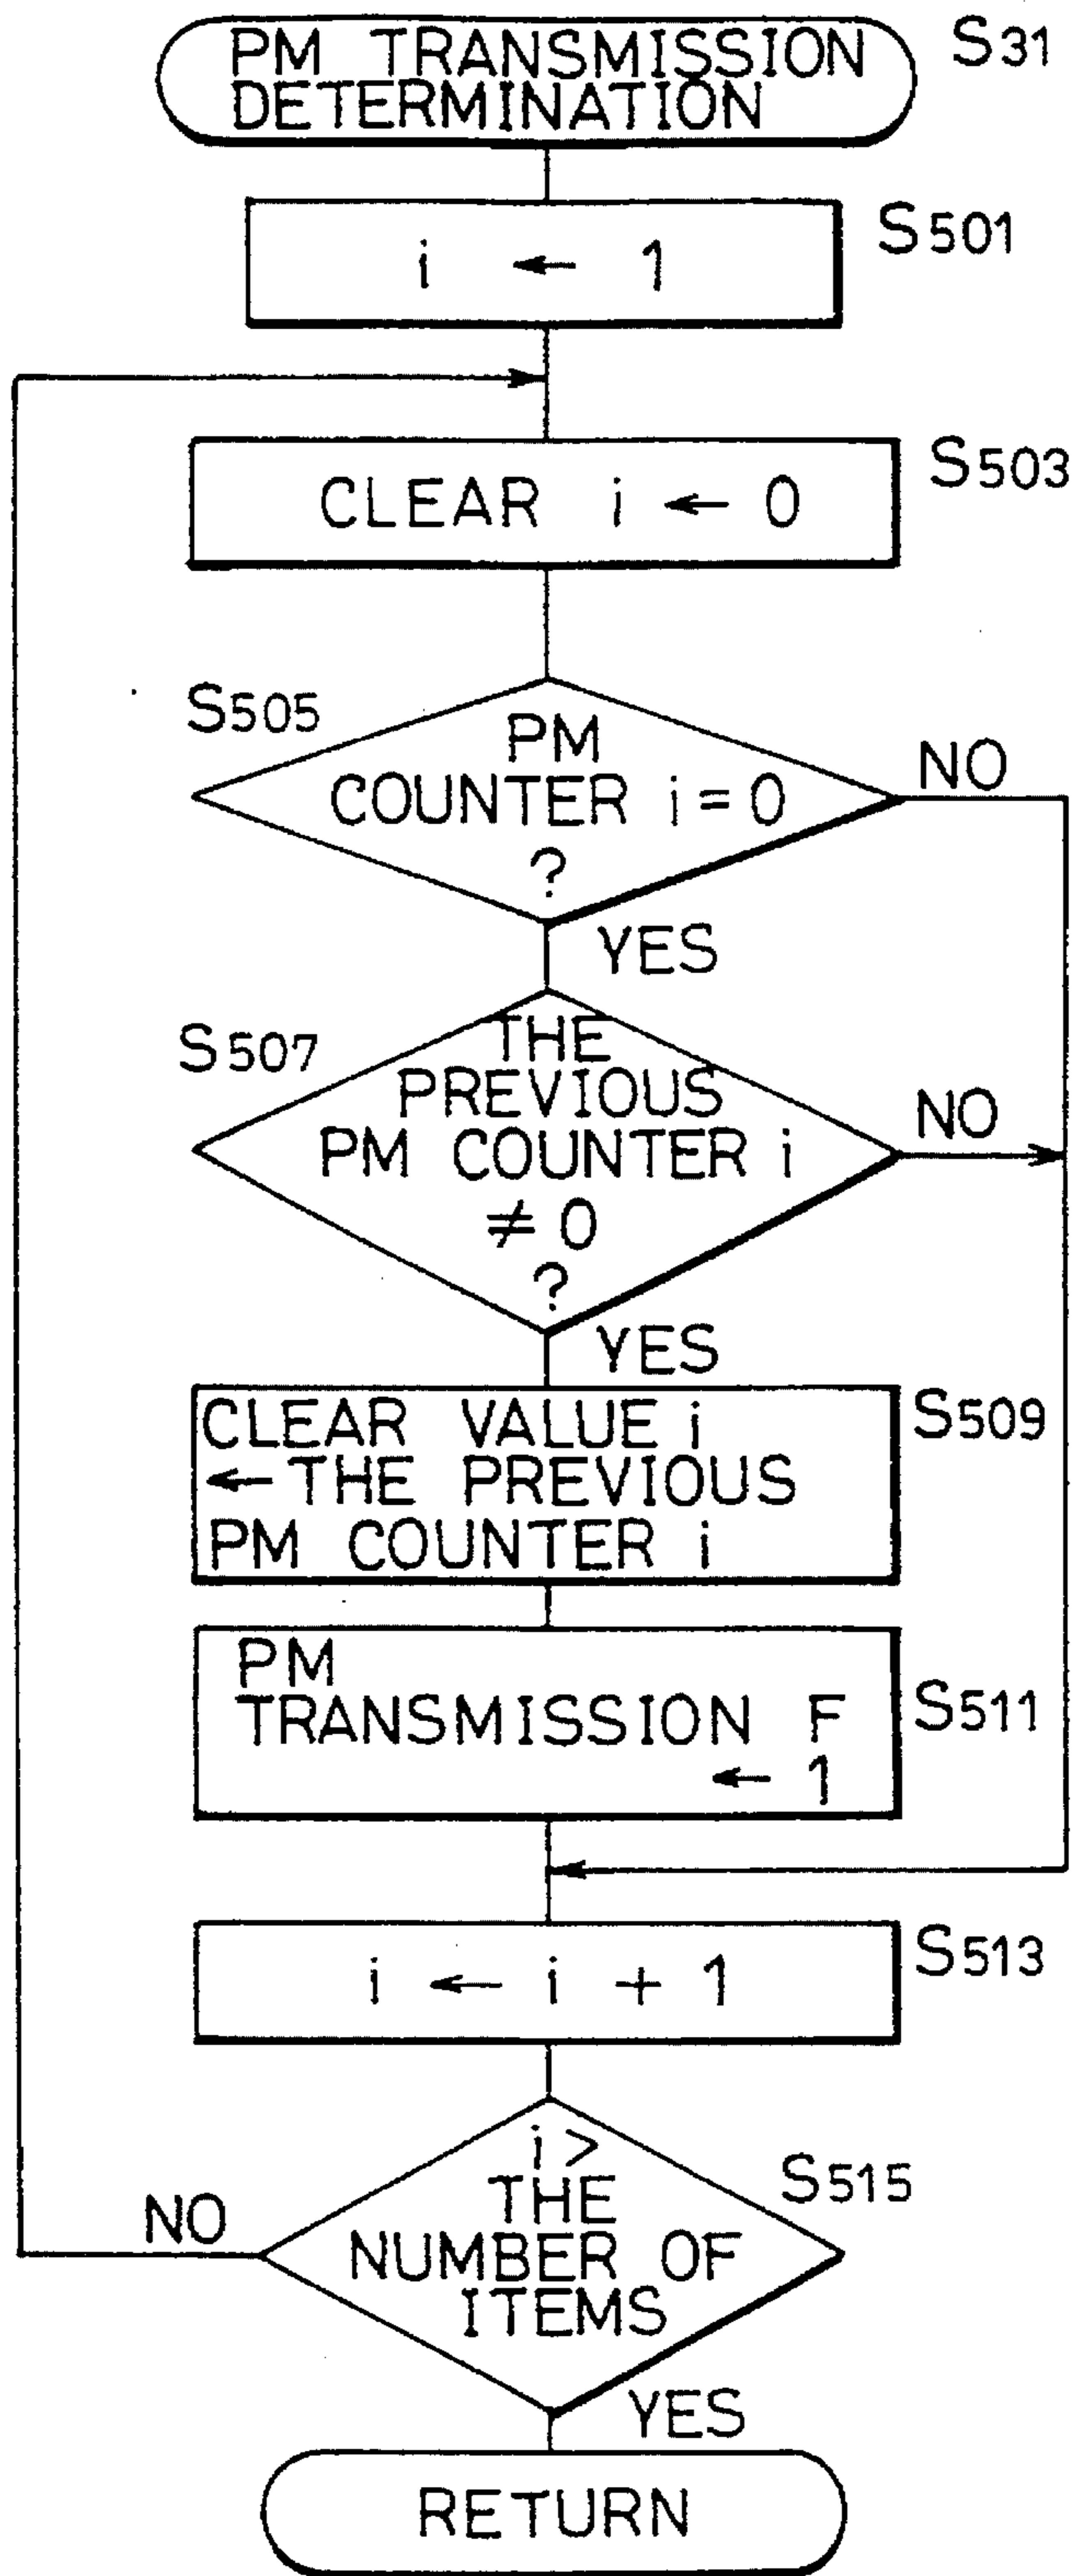 PM TRANSMISSION
DETERMINATION
S31
i ← 1
S501
CLEAR i ← 0
S503
S505
PM
COUNTER i = 0
?
NO
YES
S507
THE
PREVIOUS
PM COUNTER i
≠ 0
?
NO
YES
CLEAR VALUE i
← THE PREVIOUS
PM COUNTER i
S509
PM
TRANSMISSION F
← 1
S511
i ← i + 1
S513
i >
THE
NUMBER OF
ITEMS
S515
NO
YES
RETURN